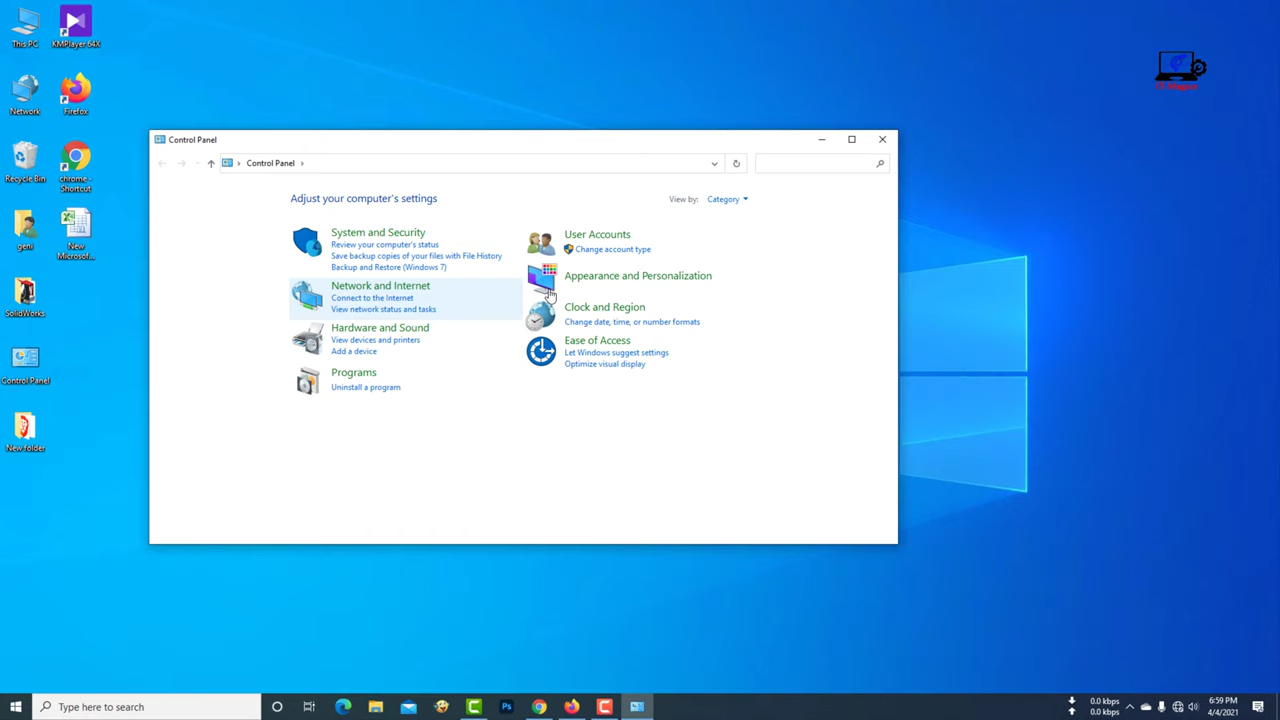 This PC
KMPlayer 64X
Network
Firefox
Recycle Bin
chrome -
Shortcut
geni
New
Microsof...
SolidWorks
Control Panel
New folder
Control Panel
Control Panel
Adjust your computer's settings
View by:
Category
System and Security
Review your computer's status
Save backup copies of your files with File History
Backup and Restore (Windows 7)
Network and Internet
Connect to the Internet
View network status and tasks
Hardware and Sound
View devices and printers
Add a device
Programs
Uninstall a program
User Accounts
Change account type
Appearance and Personalization
Clock and Region
Change date, time, or number formats
Ease of Access
Let Windows suggest settings
Optimize visual display
Type here to search
0.0 kbps
0.0 kbps
6:59 PM
4/4/2021